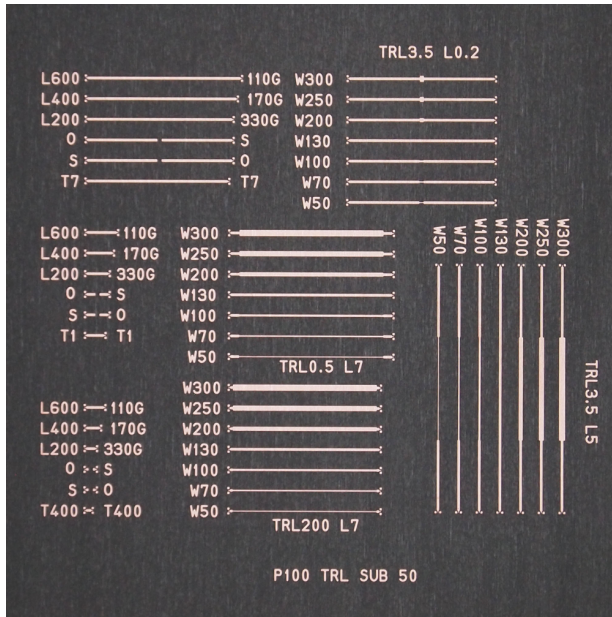 TRL3.5 L0.2
L600 110G W300
L400 170G W250
L200 330G W200
O S W130
S O W100
T7 T7 W70
W50
L600 110G W300
L400 170G W250
L200 330G W200
O S W130
S O W100
T1 T1 W70
W50
TRL0.5 L7
W50 W70 W100 W130 W200 W250 W300
TRL3.5 L5
W300
L600 110G W250
L400 170G W200
L200 330G W130
O S W100
S O W70
T400 T400 W50
TRL200 L7
P100 TRL SUB 50